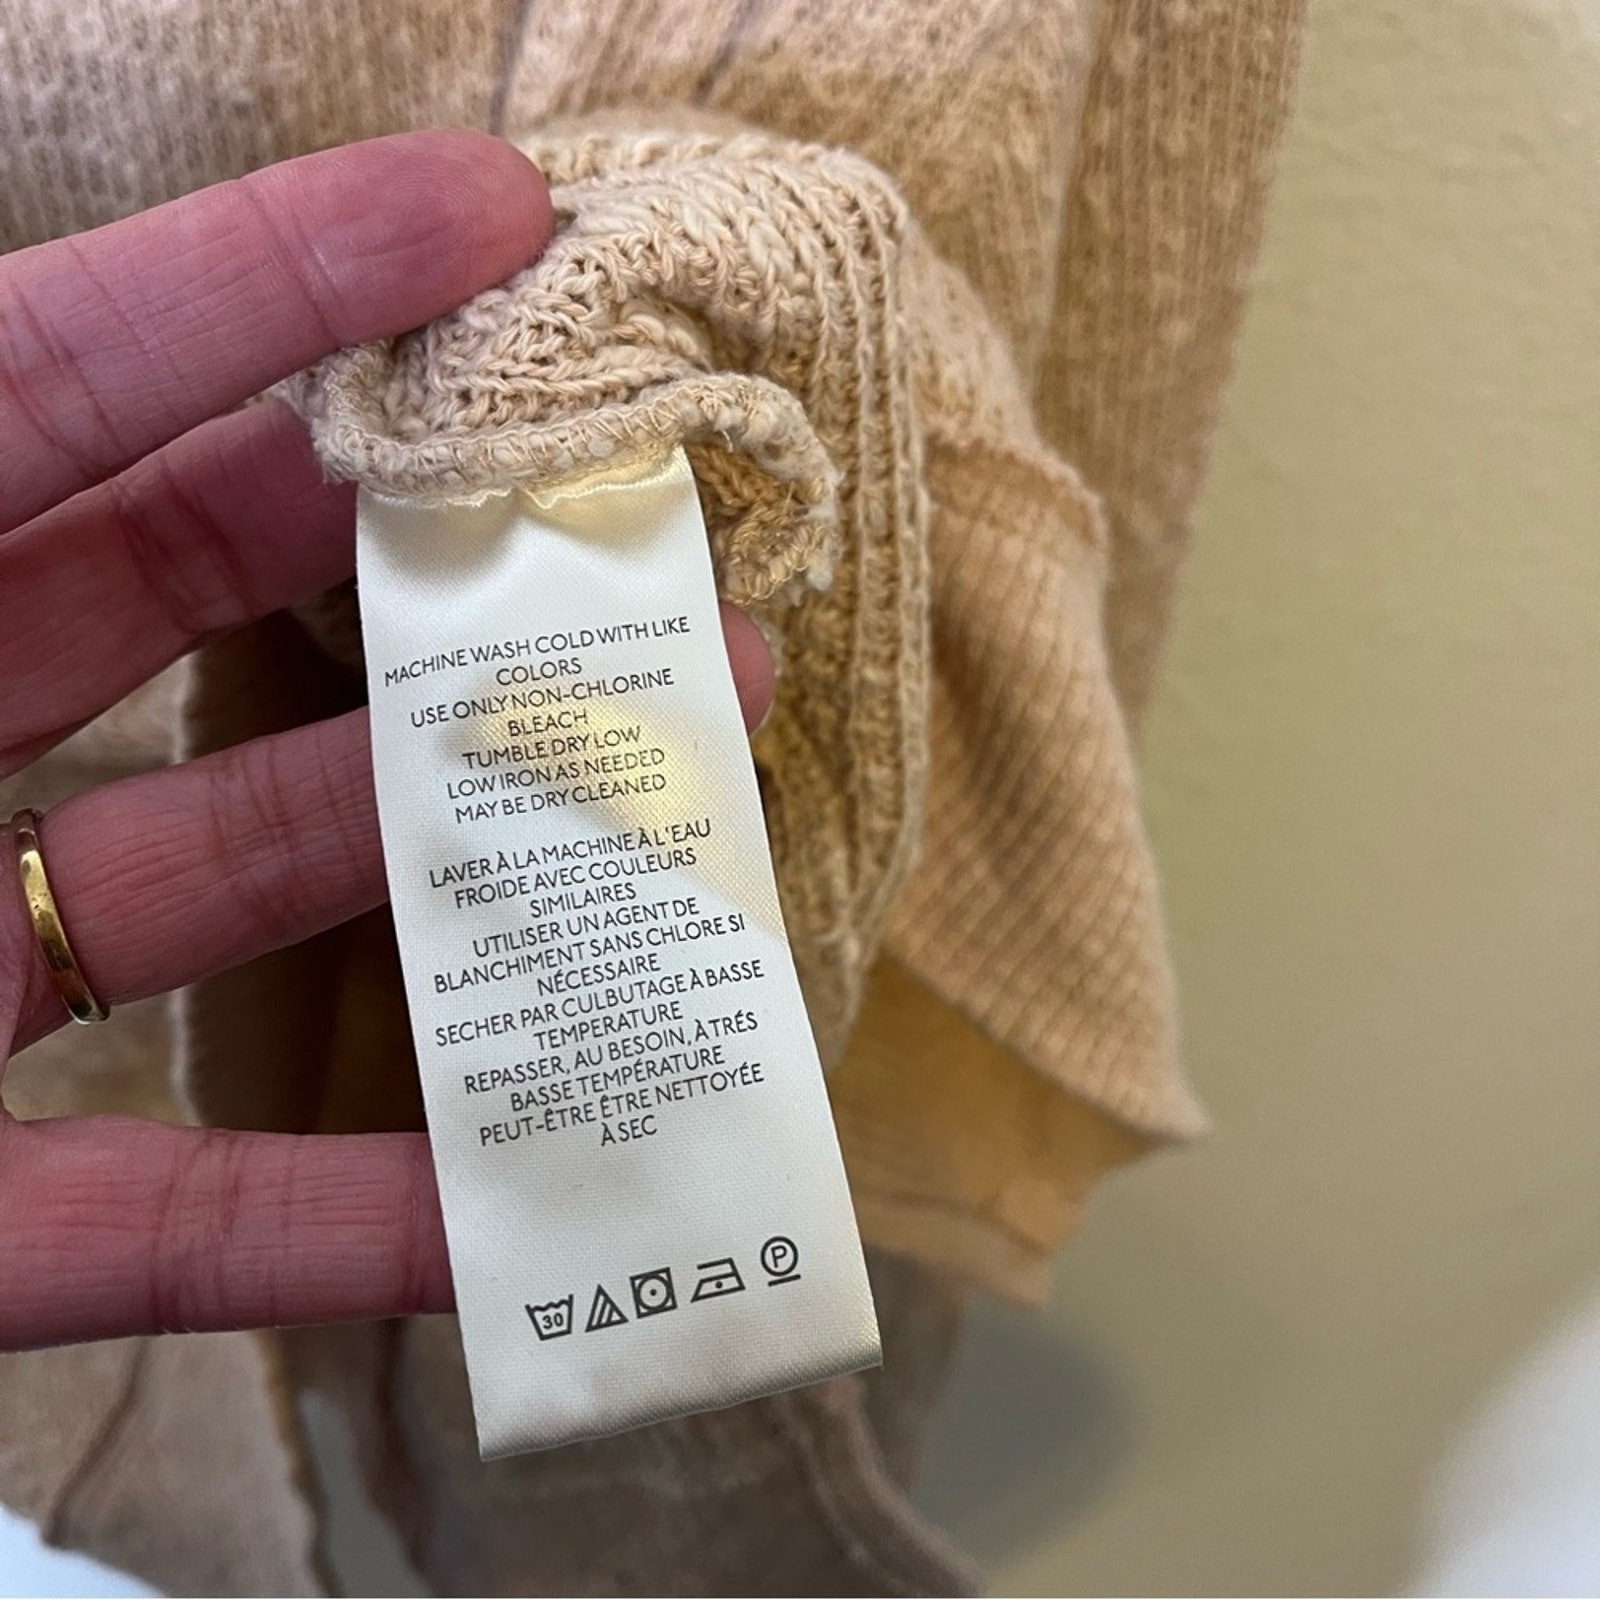 MACHINE WASH COLD WITH LIKE
COLORS
USE ONLY NON-CHLORINE
BLEACH
TUMBLE DRY LOW
LOW IRON AS NEEDED
MAY BE DRY CLEANED
LAVER À LA MACHINE À L'EAU
FROIDE AVEC COULEURS
SIMILAIRES
UTILISER UN AGENT DE
BLANCHIMENT SANS CHLORE SI
NÉCESSAIRE
SECHER PAR CULBUTAGE À BASSE
TEMPERATURE
REPASSER, AU BESOIN, À TRÉS
BASSE TEMPÉRATURE
PEUT-ÊTRE ÊTRE NETTOYÉE
À SEC
30 P